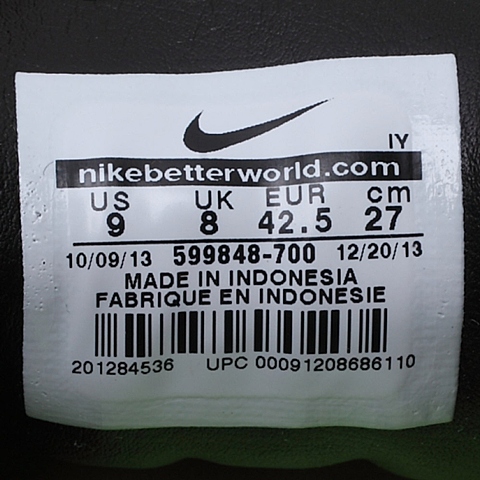 IY
nikebetterworld.com
US UK EUR cm
9 8 42.5 27
10/09/13 599848-700 12/20/13
MADE IN INDONESIA
FABRIQUE EN INDONESIE
201284536 UPC 00091208686110